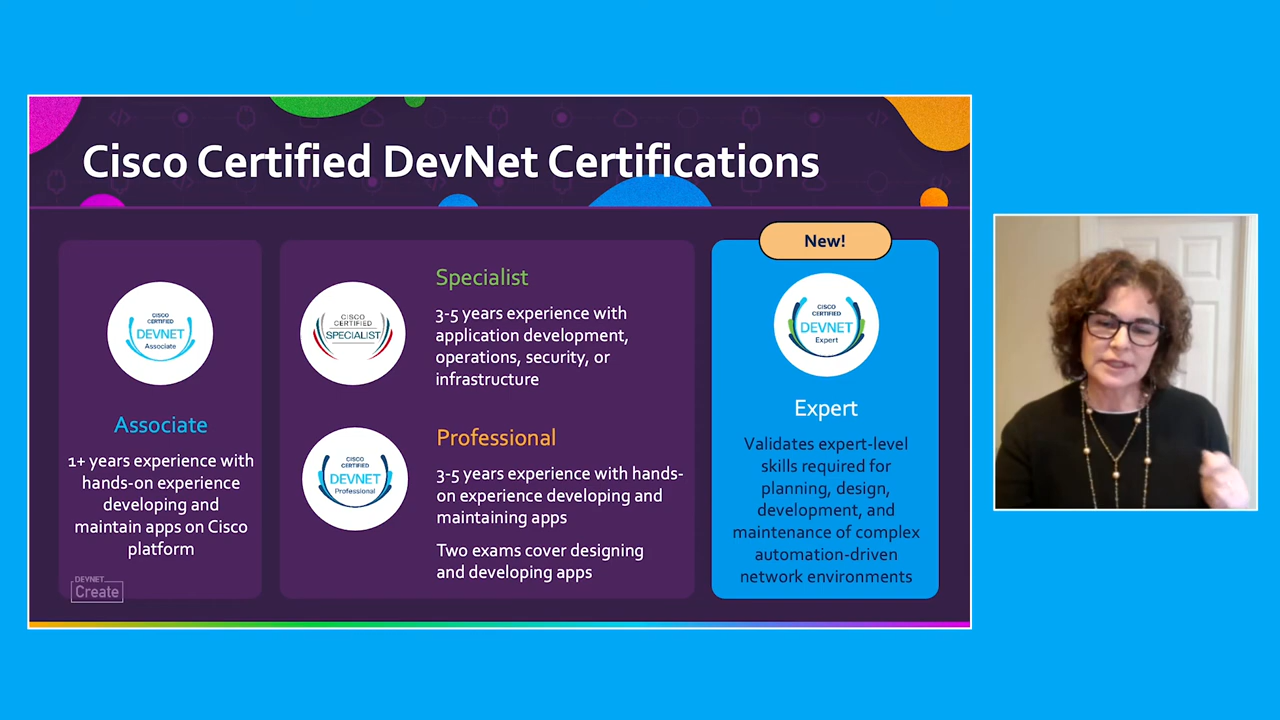 Cisco Certified DevNet Certifications
CISCO
CERTIFIED
DEVNET
Associate
Associate
1+ years experience with
hands-on experience
developing and
maintain apps on Cisco
platform
DEVNET
Create
CISCO
CERTIFIED
SPECIALIST
Specialist
3-5 years experience with
application development,
operations, security, or
infrastructure
CISCO
CERTIFIED
DEVNET
Professional
Professional
3-5 years experience with hands-
on experience developing and
maintaining apps
Two exams cover designing
and developing apps
New!
CISCO
CERTIFIED
DEVNET
Expert
Expert
Validates expert-level
skills required for
planning, design,
development, and
maintenance of complex
automation-driven
network environments